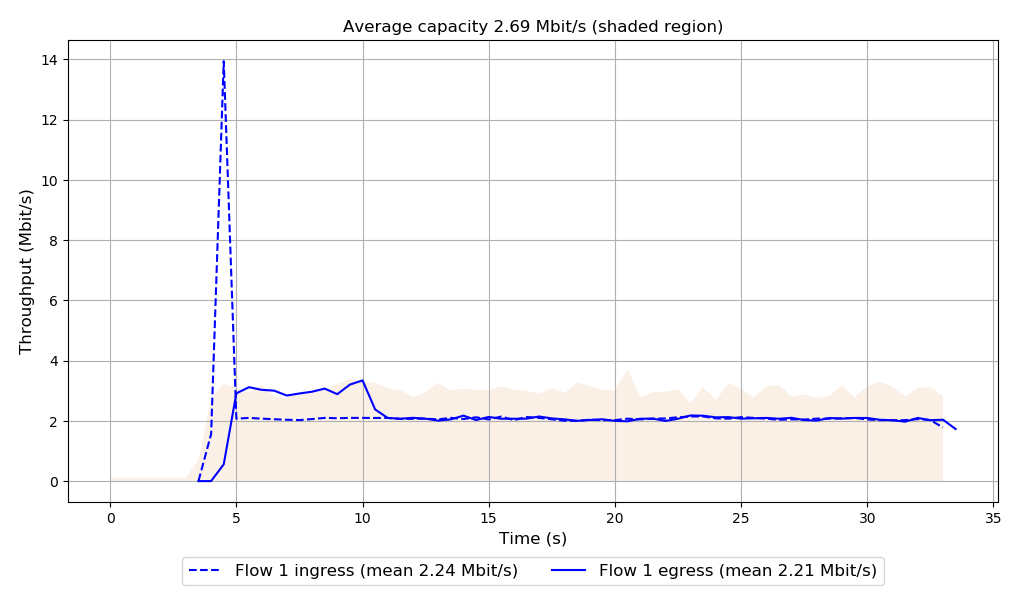 Average capacity 2.69 Mbit/s (shaded region)
Throughput (Mbit/s)
14
12
10
8
6
4
2
0
0 5 10 15 20 25 30 35
Time (s)
Flow 1 ingress (mean 2.24 Mbit/s) Flow 1 egress (mean 2.21 Mbit/s)